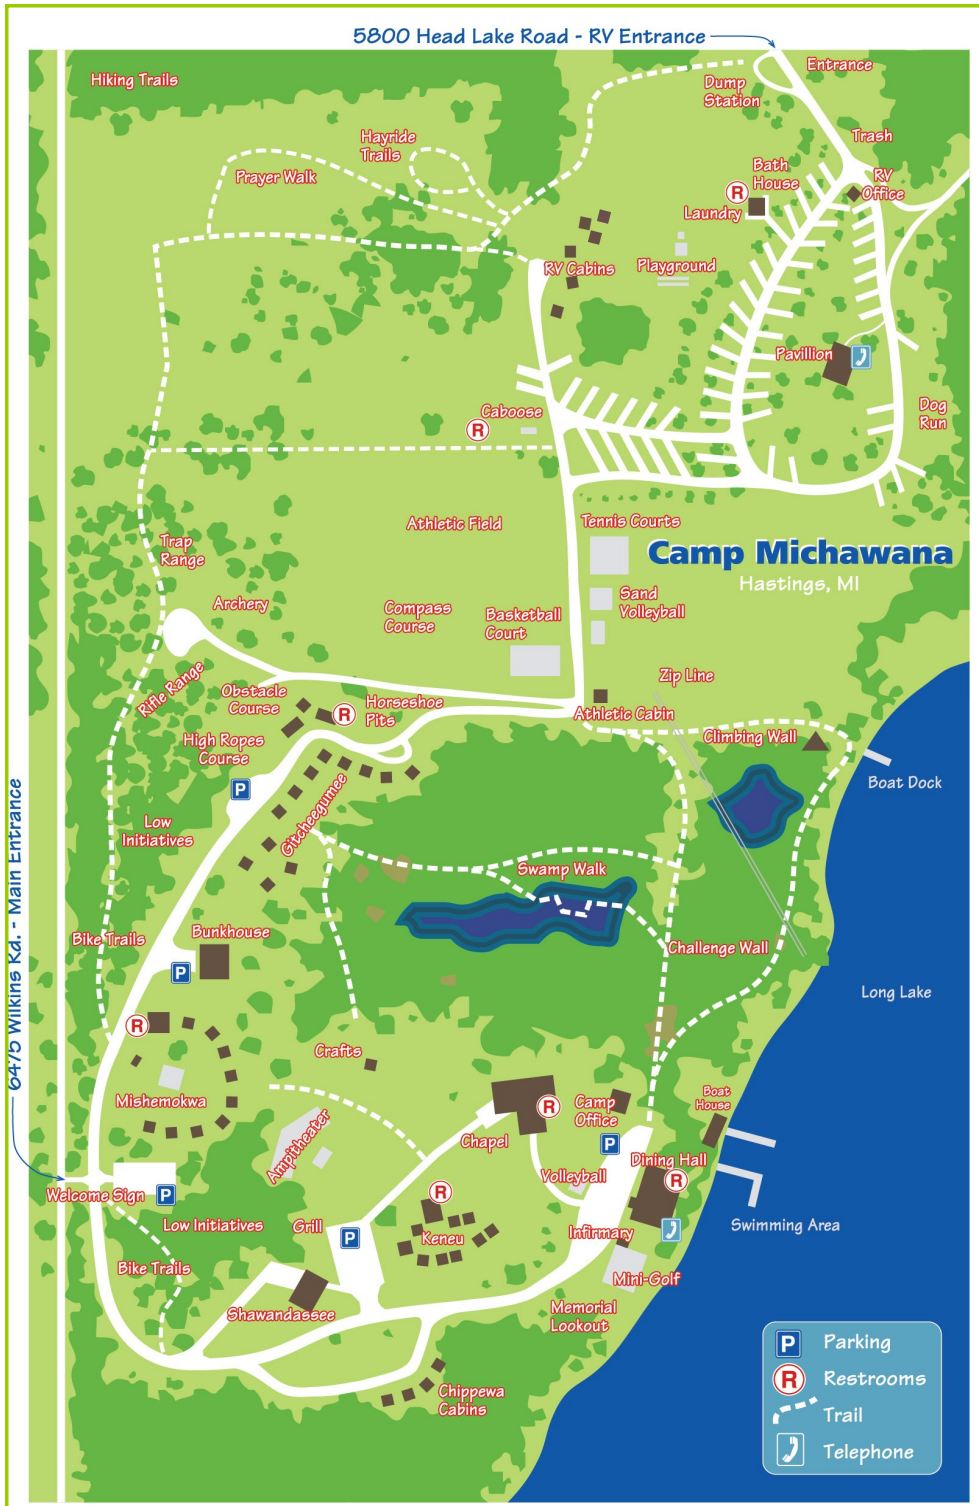 5800 Head Lake Road - RV Entrance
Hiking Trails
Dump
Station
Entrance
Hayride
Trails
Trash
Prayer Walk
Bath
House
RV
Office
R
Laundry
RV Cabins
Playground
Pavillion
Caboose
R
Dog
Run
Athletic Field
Tennis Courts
Trap
Range
Camp Michawana
Hastings, MI
Archery
Compass
Course
Basketball
Court
Sand
Volleyball
Rifle Range
Obstacle
Course
R
Horseshoe
Pits
Zip Line
Athletic Cabin
High Ropes
Course
Climbing Wall
P
Boat Dock
Low
Initiatives
Gitcheegumee
Swamp Walk
6475 Wilkins Rd. - Main Entrance
Bike Trails
Bunkhouse
P
Challenge Wall
Long Lake
R
Crafts
Mishemokwa
Ampitheater
Chapel
R
Camp
Office
Boat
House
P
Dining Hall
R
Volleyball
Welcome Sign
P
R
Low Initiatives
Grill
P
Keneu
Infirmary
Swimming Area
Bike Trails
Mini-Golf
Shawandassee
Memorial
Lookout
Chippewa
Cabins
P Parking
R Restrooms
Trail
Telephone